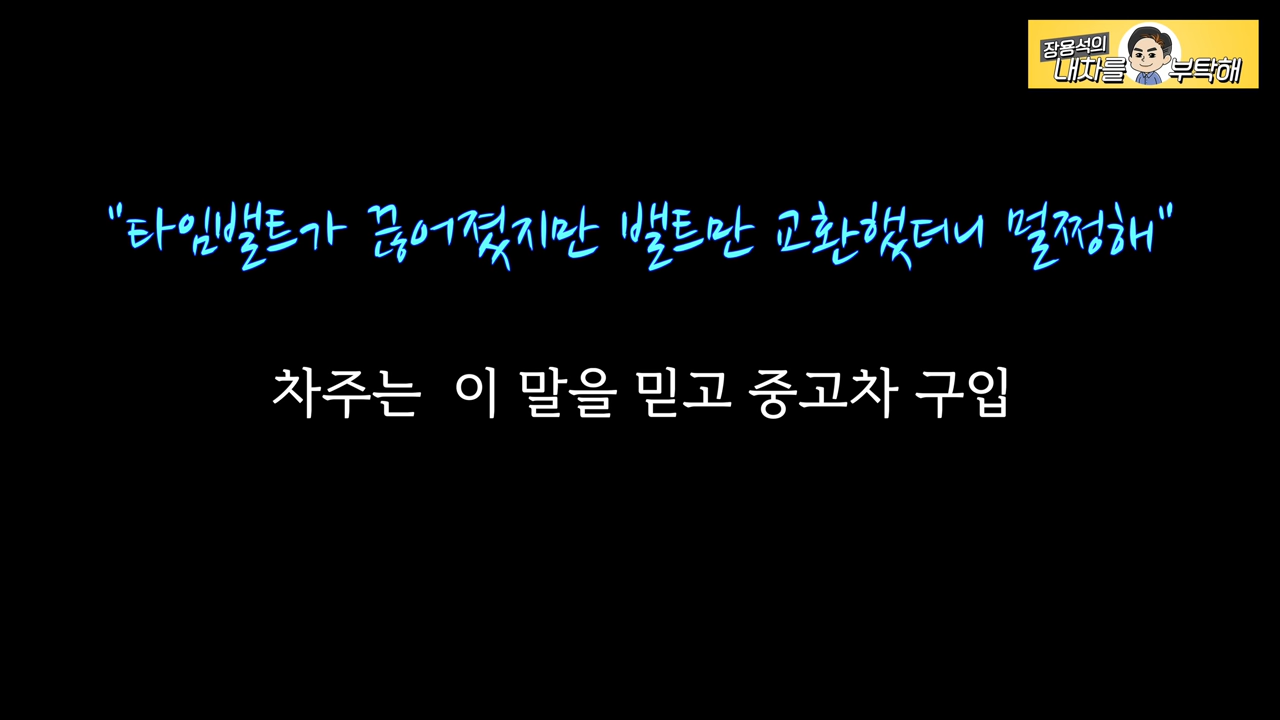 장용석의
내차를 부탁해
"타임밸트가 끊어졌지만 밸트만 교환했더니 멀쩡해"
차주는 이 말을 믿고 중고차 구입